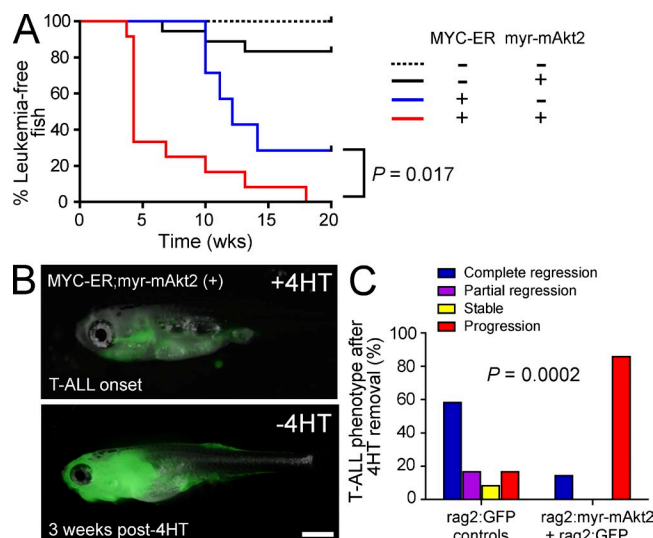 A
% Leukemia-free
fish
100
80
60
40
20
0
0 5 10 15 20
Time (wks)
MYC-ER myr-mAkt2
- -
- +
+ -
+ +
P = 0.017
B
MYC-ER;myr-mAkt2 (+)
+4HT
T-ALL onset
-4HT
3 weeks post-4HT
C
Complete regression
Partial regression
Stable
Progression
T-ALL phenotype after
4HT removal (%)
100
80
60
40
20
0
P = 0.0002
rag2:GFP
controls
rag2:myr-mAkt2
+ rag2:GFP